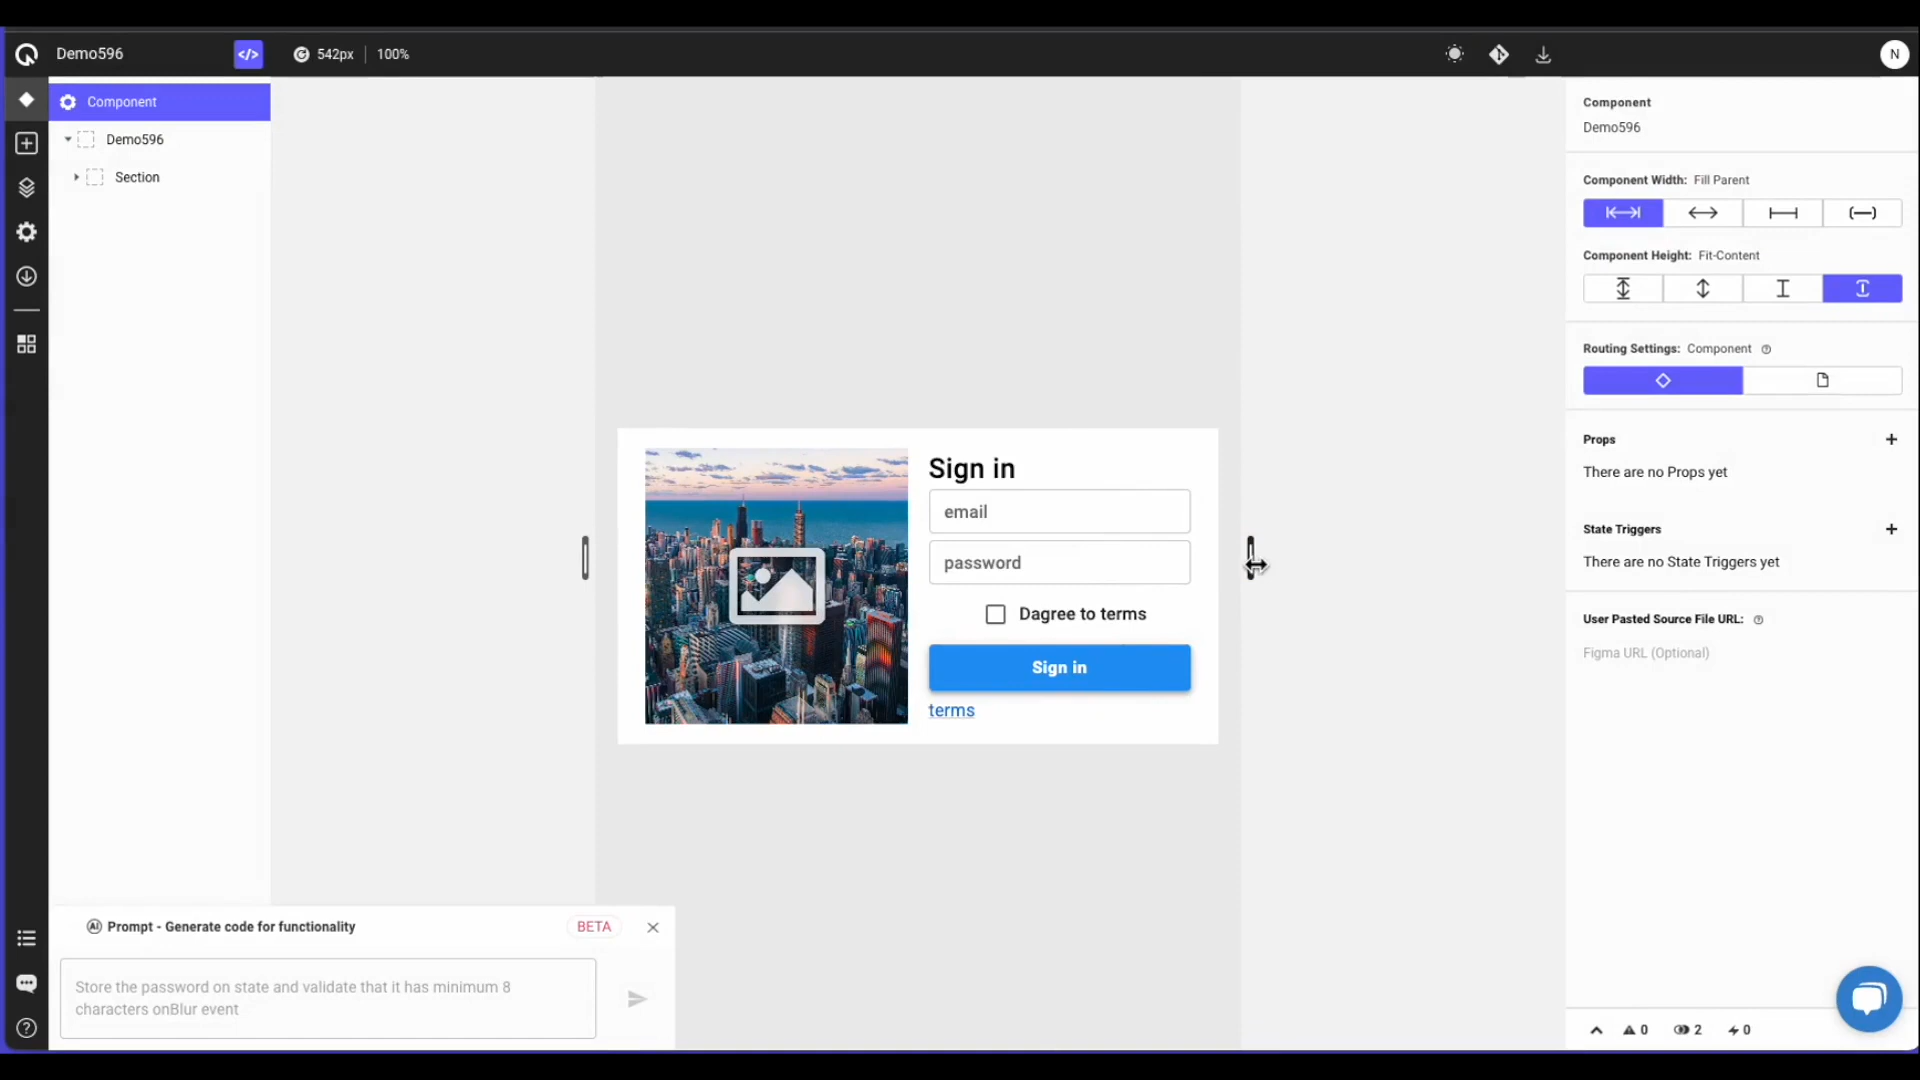 Demo596
</>
542px
100%
N
Component
Demo596
Section
Component
Demo596
Component Width: Fill Parent
Component Height: Fit-Content
Routing Settings: Component
Props
There are no Props yet
State Triggers
There are no State Triggers yet
User Pasted Source File URL:
Figma URL (Optional)
Sign in
email
password
Dagree to terms
Sign in
terms
AI Prompt - Generate code for functionality
BETA
Store the password on state and validate that it has minimum 8
characters onBlur event
0
2
0